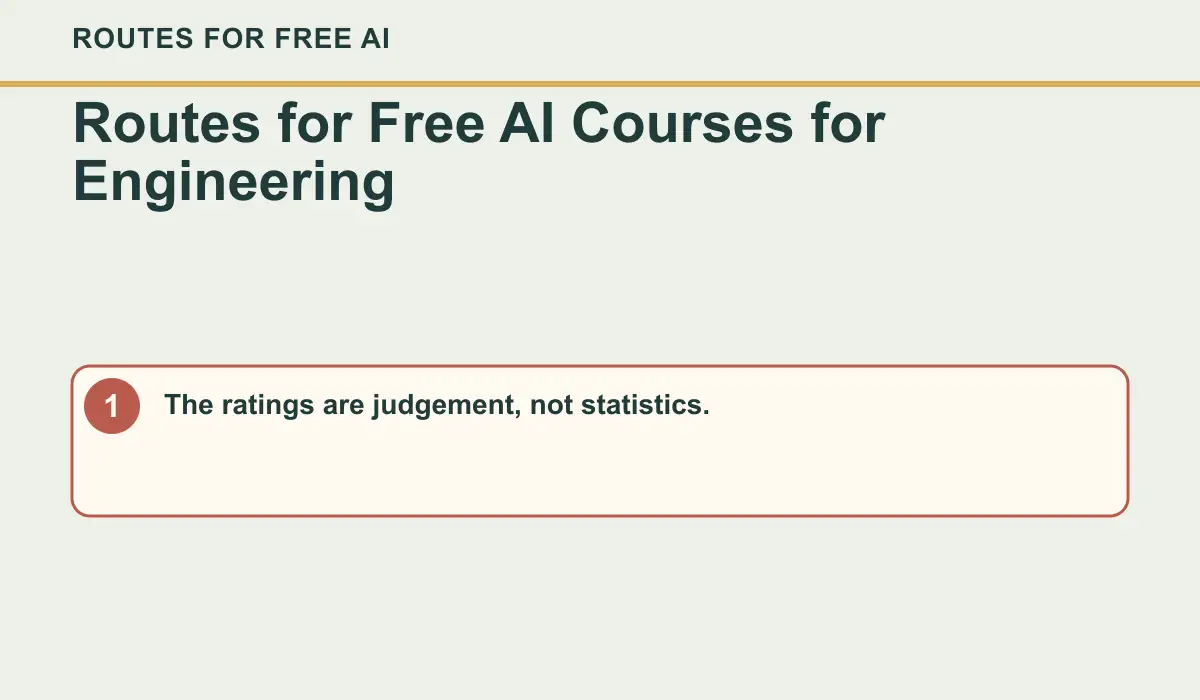 ROUTES FOR FREE AI
Routes for Free AI Courses for
Engineering
1
The ratings are judgement, not statistics.